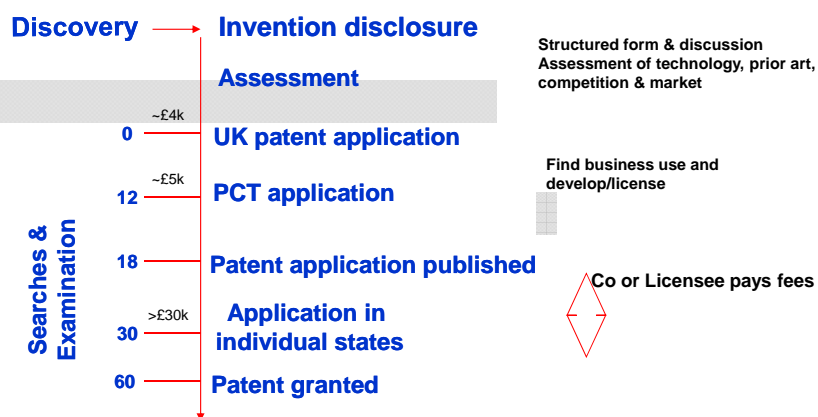 Discovery
Invention disclosure
Structured form & discussion
Assessment of technology, prior art,
competition & market
Assessment
~£4k
0
UK patent application
Find business use and
develop/license
~£5k
12
PCT application
Searches &
Examination
18
Patent application published
Co or Licensee pays fees
>£30k
30
Application in
individual states
60
Patent granted